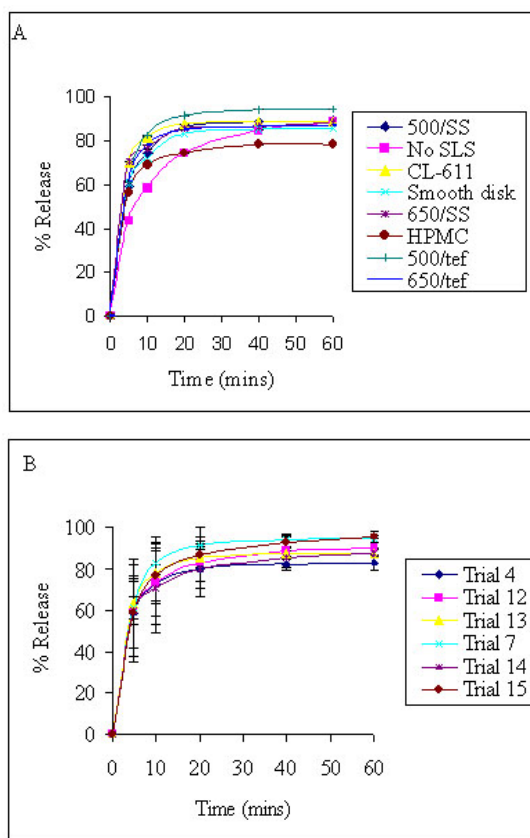 A
100
80
60
40
20
0
% Release
0 10 20 30 40 50 60
Time (mins)
500/SS
No SLS
CL-611
Smooth disk
650/SS
HPMC
500/tef
650/tef
B
100
80
60
40
20
0
% Release
0 10 20 30 40 50 60
Time (mins)
Trial 4
Trial 12
Trial 13
Trial 7
Trial 14
Trial 15